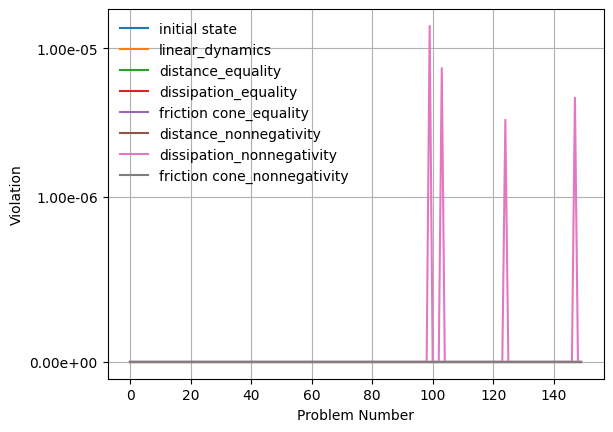 initial state
linear_dynamics
distance_equality
dissipation_equality
friction cone_equality
distance_nonnegativity
dissipation_nonnegativity
friction cone_nonnegativity
1.00e-05
1.00e-06
0.00e+00
Violation
0 20 40 60 80 100 120 140
Problem Number